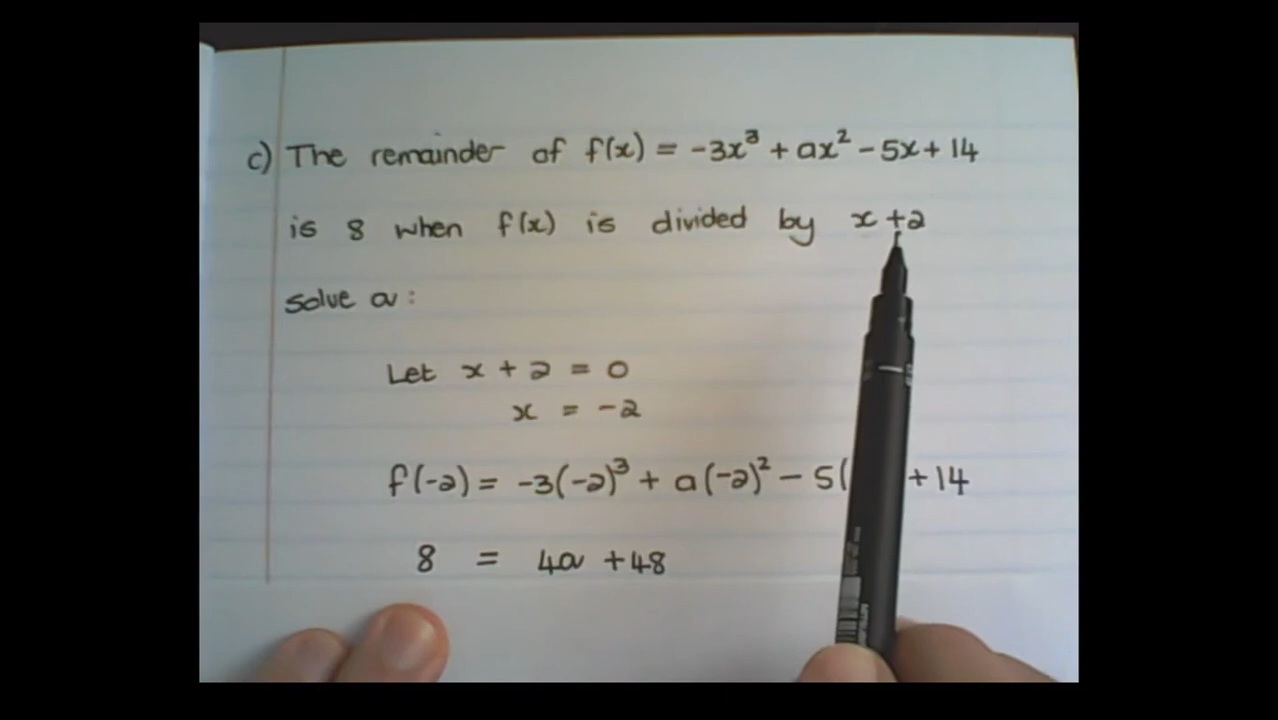 c) The remainder of f(x) = -3x³ + ax² - 5x + 14
is 8 when f(x) is divided by x + 2
Solve a :
Let x + 2 = 0
x = -2
f(-2) = -3(-2)³ + a(-2)² - 5( + 14
8 = 4a + 48